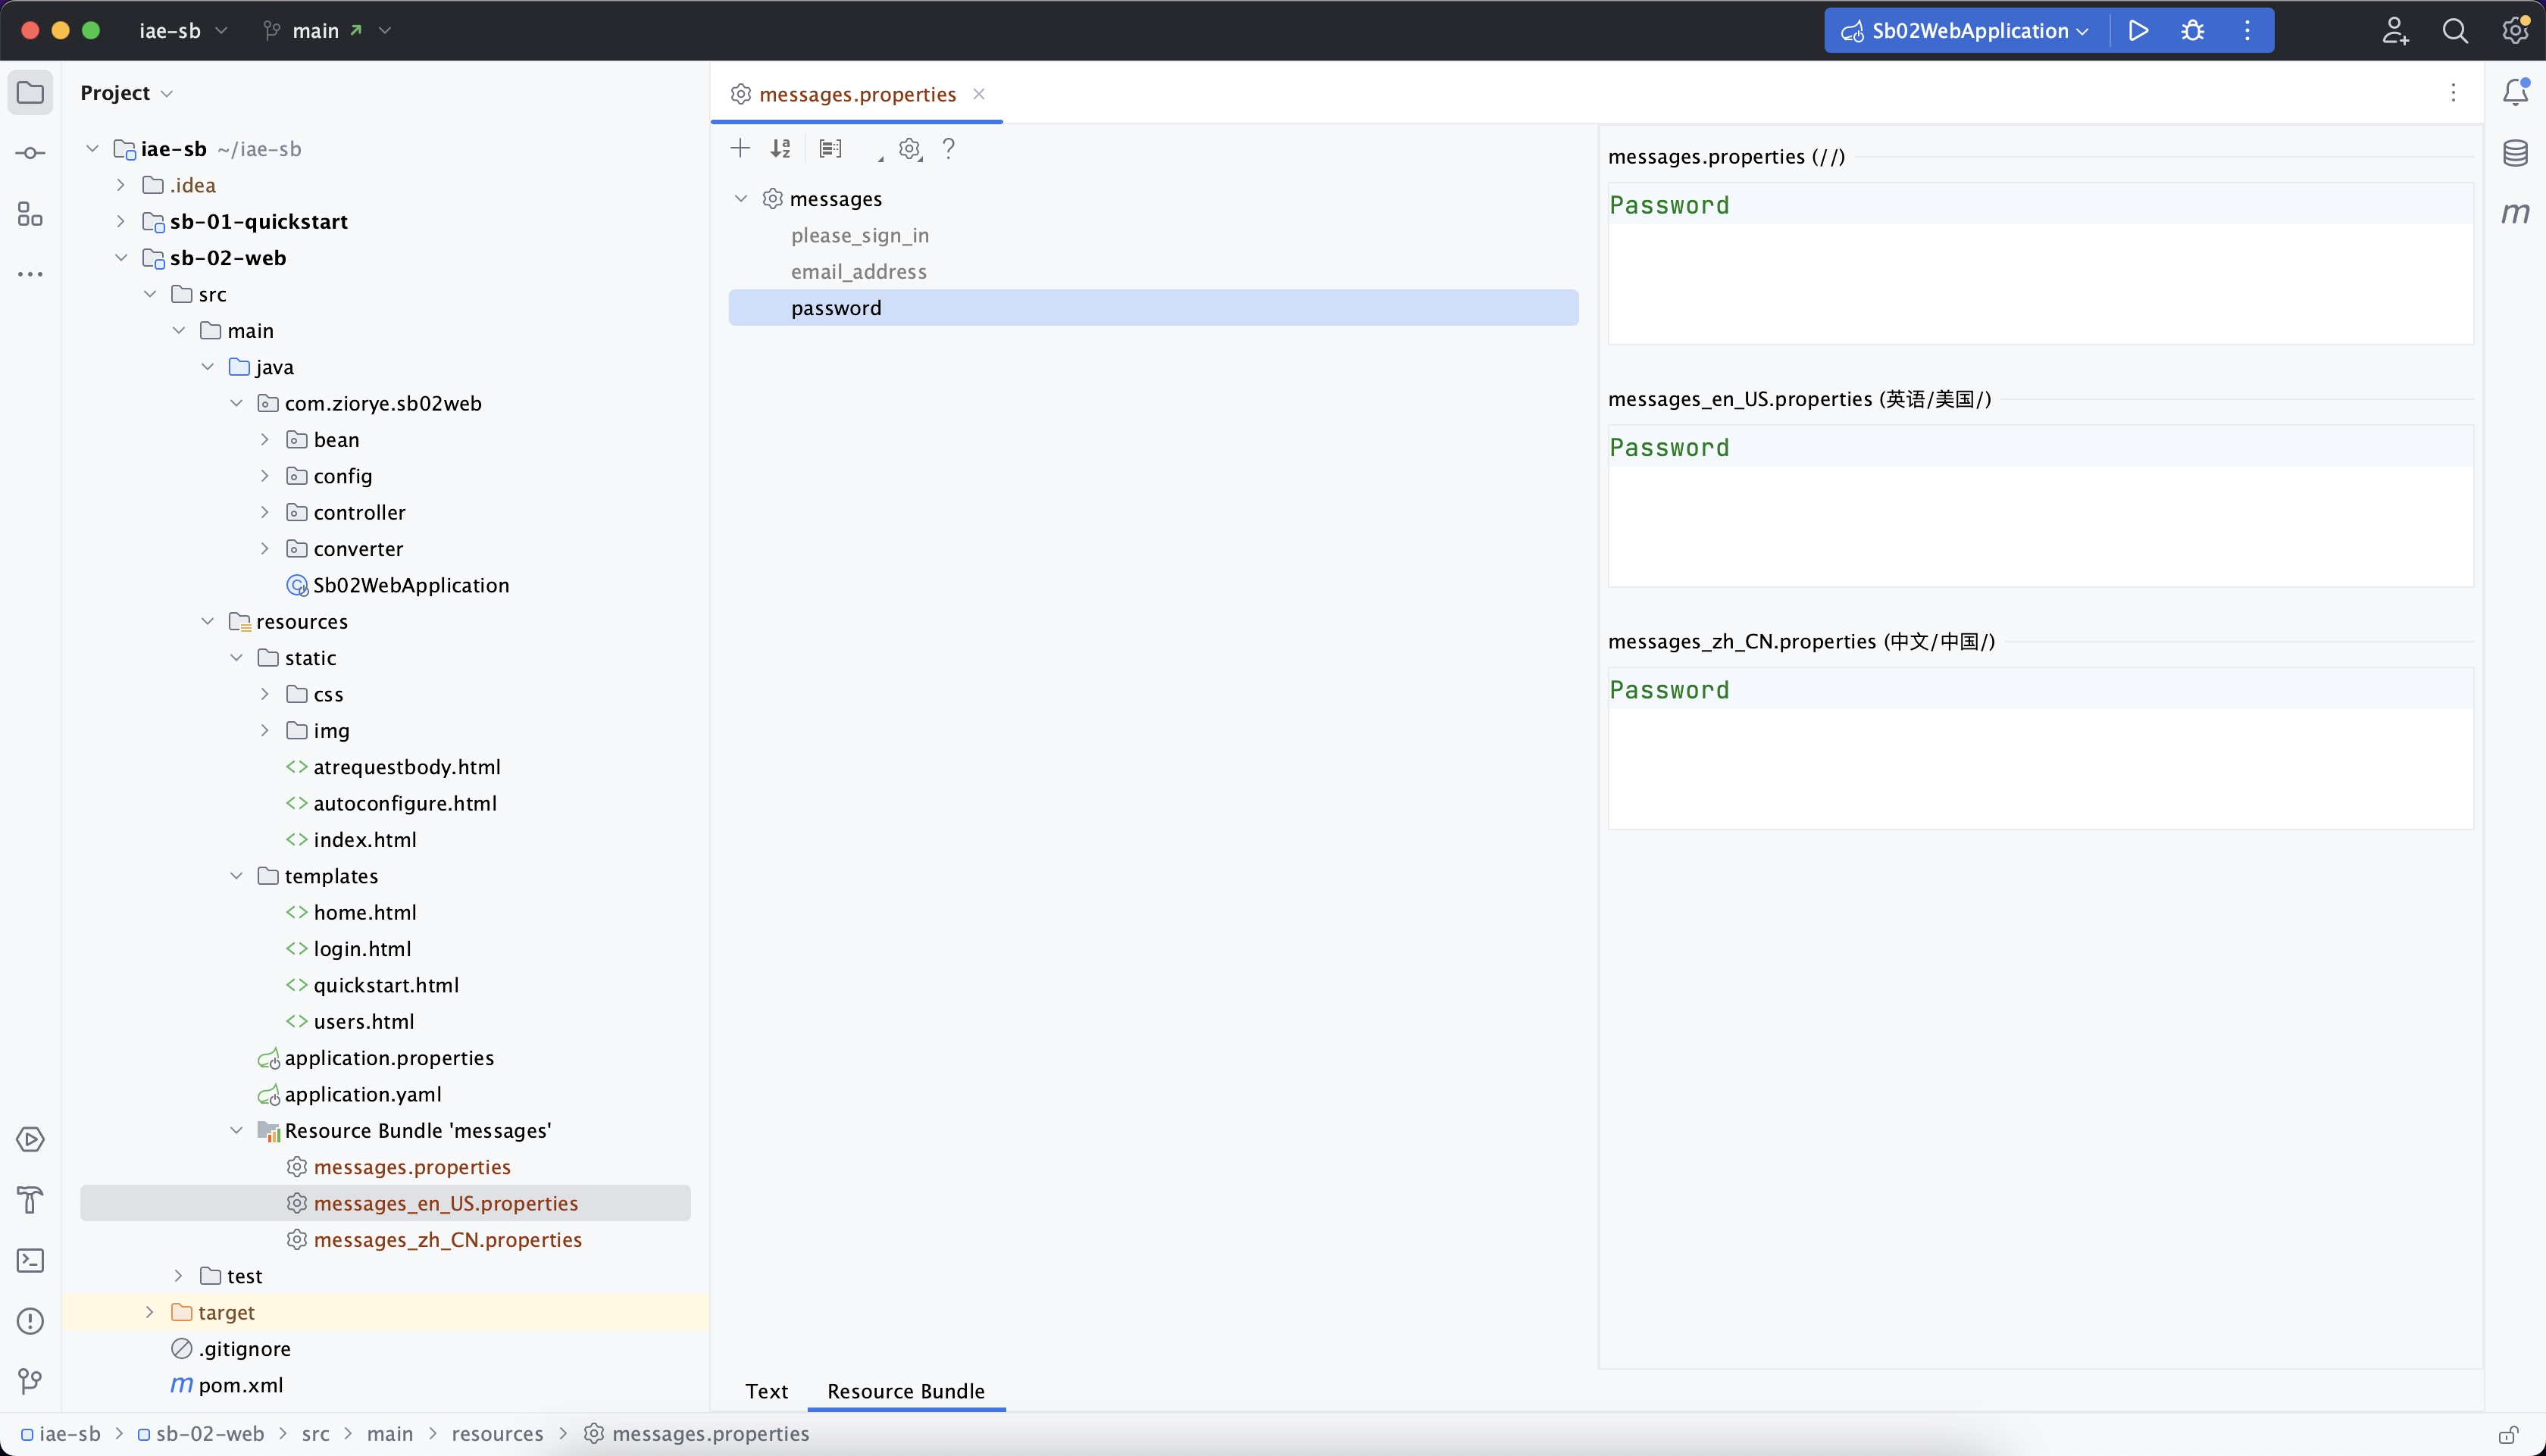 iae-sb
main
Sb02WebApplication
Project
iae-sb ~/iae-sb
.idea
sb-01-quickstart
sb-02-web
src
main
java
com.ziorye.sb02web
bean
config
controller
converter
Sb02WebApplication
resources
static
css
img
atrequestbody.html
autoconfigure.html
index.html
templates
home.html
login.html
quickstart.html
users.html
application.properties
application.yaml
Resource Bundle 'messages'
messages.properties
messages_en_US.properties
messages_zh_CN.properties
test
target
.gitignore
m pom.xml
messages.properties
messages
please_sign_in
email_address
password
Text
Resource Bundle
messages.properties (//)
Password
messages_en_US.properties (英语/美国/)
Password
messages_zh_CN.properties (中文/中国/)
Password
m
iae-sb > sb-02-web > src > main > resources > messages.properties